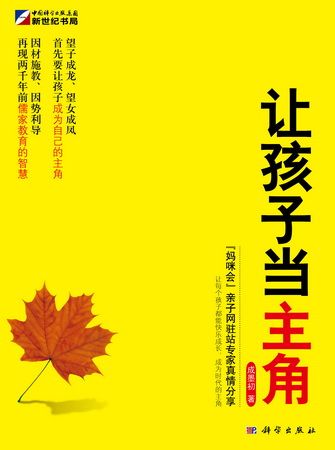 中国科学出版集团
新世纪书局
望子成龙、望女成凤
首先要让孩子成为自己的主角
因材施教、因势利导
再现两千年前儒家教育的智慧
让孩子当主角
『妈咪会』亲子网驻站专家真情分享
让每个孩子都能快乐成长，成为时代的主角
成墨初 著
科学出版社